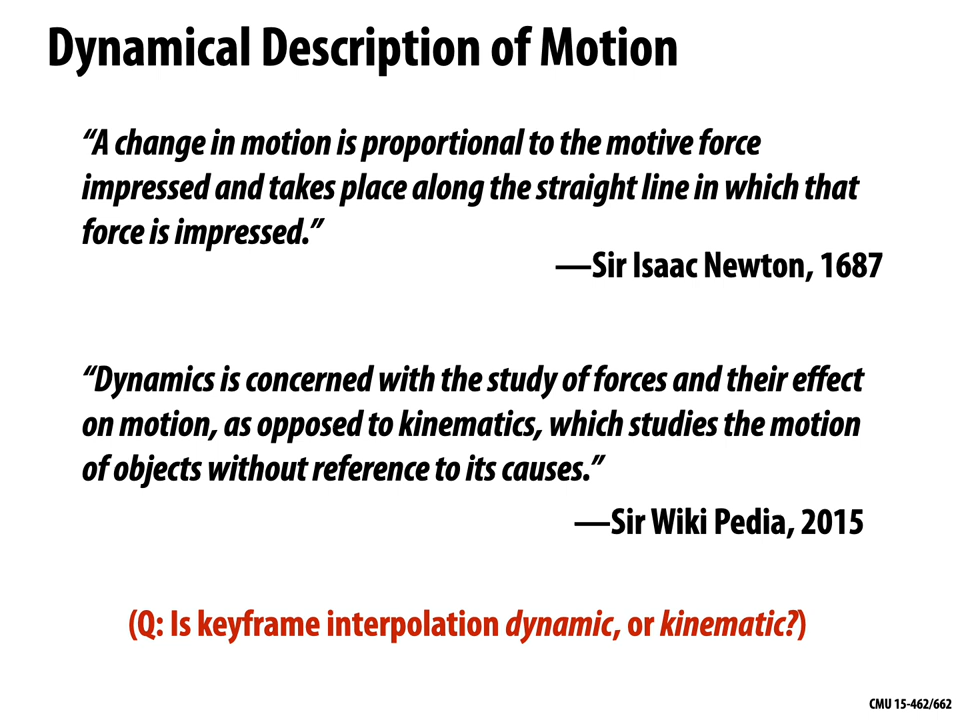 Dynamical Description of Motion
“A change in motion is proportional to the motive force
impressed and takes place along the straight line in which that
force is impressed.”
—Sir Isaac Newton, 1687
“Dynamics is concerned with the study of forces and their effect
on motion, as opposed to kinematics, which studies the motion
of objects without reference to its causes.”
—Sir Wiki Pedia, 2015
(Q: Is keyframe interpolation dynamic, or kinematic?)
CMU 15-462/662